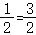 1/2 = 3/2